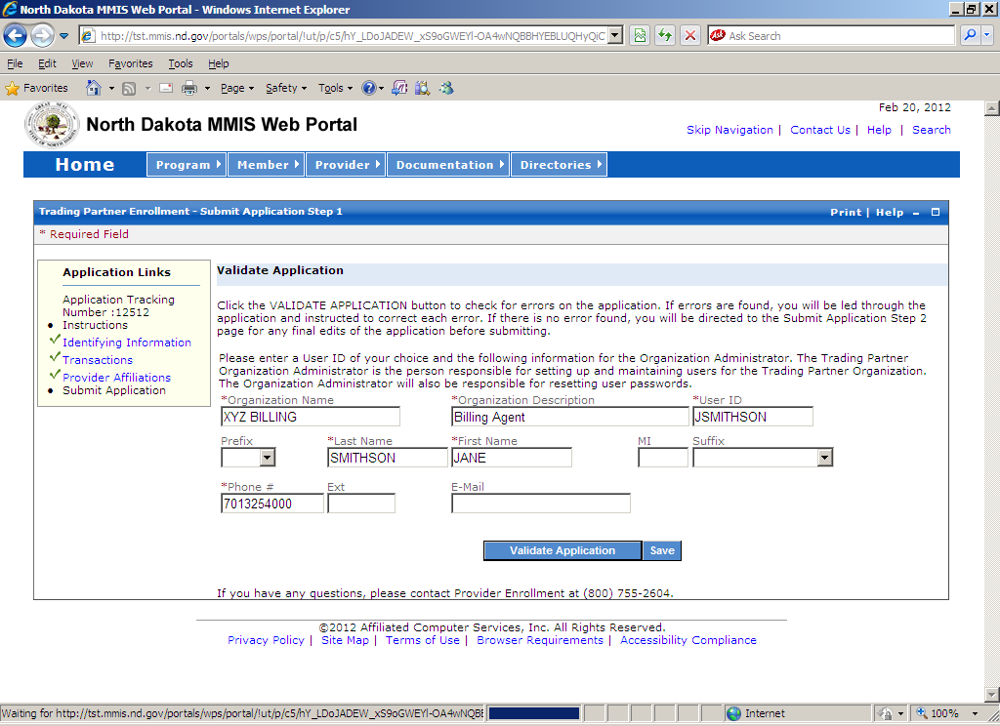 North Dakota MMIS Web Portal - Windows Internet Explorer
http://tst.mmis.nd.gov/portals/wps/portal/!ut/p/c5/hY_LDoJADEW_xS9oGWEYl-OA4wNQBBHYEBLUQHyQiC
Ask Search
File Edit View Favorites Tools Help
Favorites Page Safety Tools
North Dakota MMIS Web Portal
Feb 20, 2012
Skip Navigation | Contact Us | Help | Search
Home Program Member Provider Documentation Directories
Trading Partner Enrollment - Submit Application Step 1 Print | Help
* Required Field
Application Links
Application Tracking
Number :12512
Instructions
Identifying Information
Transactions
Provider Affiliations
Submit Application
Validate Application
Click the VALIDATE APPLICATION button to check for errors on the application. If errors are found, you will be led through the
application and instructed to correct each error. If there is no error found, you will be directed to the Submit Application Step 2
page for any final edits of the application before submitting.
Please enter a User ID of your choice and the following information for the Organization Administrator. The Trading Partner
Organization Administrator is the person responsible for setting up and maintaining users for the Trading Partner Organization.
The Organization Administrator will also be responsible for resetting user passwords.
*Organization Name *Organization Description *User ID
XYZ BILLING Billing Agent JSMITHSON
Prefix *Last Name *First Name MI Suffix
SMITHSON JANE
*Phone # Ext E-Mail
7013254000
Validate Application Save
If you have any questions, please contact Provider Enrollment at (800) 755-2604.
©2012 Affiliated Computer Services, Inc. All Rights Reserved.
Privacy Policy | Site Map | Terms of Use | Browser Requirements | Accessibility Compliance
Waiting for http://tst.mmis.nd.gov/portals/wps/portal/!ut/p/c5/hY_LDoJADEW_xS9oGWEYl-OA4wNQBE Internet 100%